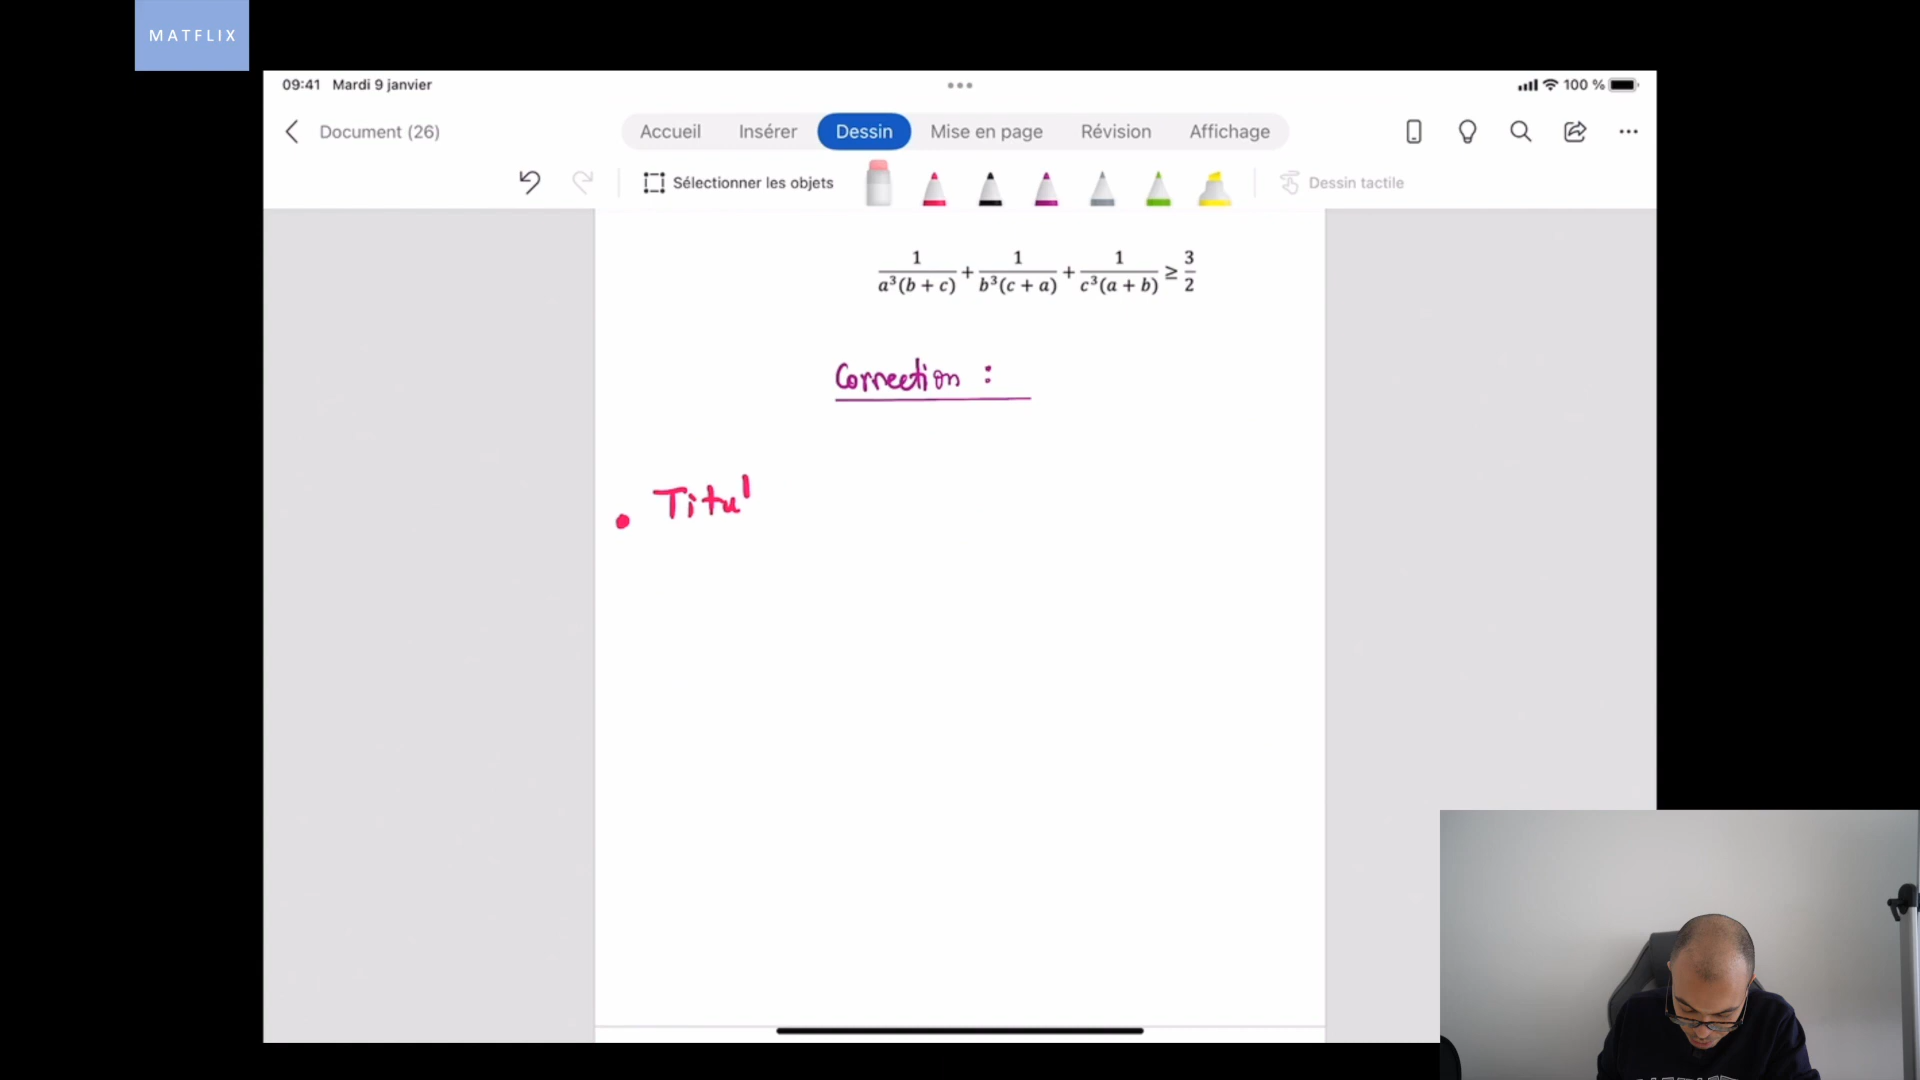 MATFLIX
09:41 Mardi 9 janvier
100 %
Document (26)
Accueil Insérer Dessin Mise en page Révision Affichage
Sélectionner les objets
Dessin tactile
1/(a³(b + c)) + 1/(b³(c + a)) + 1/(c³(a + b)) ≥ 3/2
Correction :
• Titu'